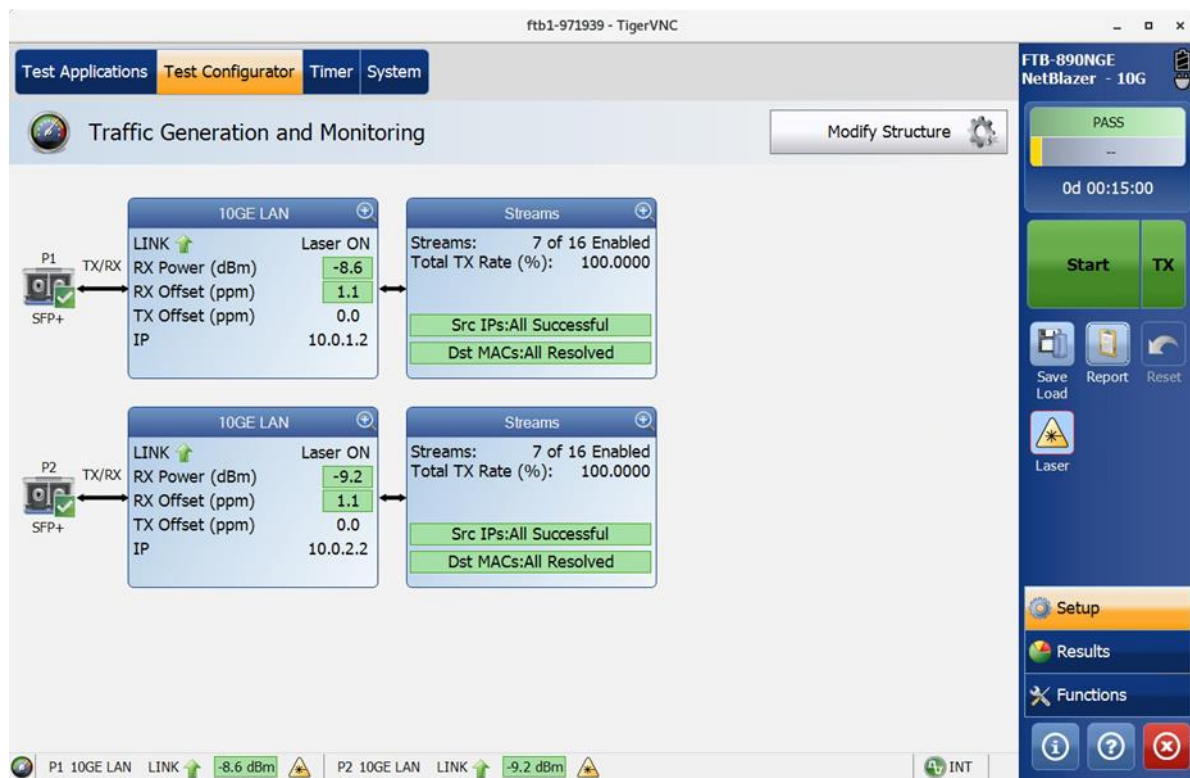 ftb1-971939 - TigerVNC
Test Applications Test Configurator Timer System
FTB-890NGE
NetBlazer - 10G
Traffic Generation and Monitoring
Modify Structure
PASS
--
0d 00:15:00
Start TX
Save Load
Report
Reset
Laser
10GE LAN
P1
SFP+
TX/RX
LINK Laser ON
RX Power (dBm) -8.6
RX Offset (ppm) 1.1
TX Offset (ppm) 0.0
IP 10.0.1.2
Streams
Streams: 7 of 16 Enabled
Total TX Rate (%): 100.0000
Src IPs:All Successful
Dst MACs:All Resolved
10GE LAN
P2
SFP+
TX/RX
LINK Laser ON
RX Power (dBm) -9.2
RX Offset (ppm) 1.1
TX Offset (ppm) 0.0
IP 10.0.2.2
Streams
Streams: 7 of 16 Enabled
Total TX Rate (%): 100.0000
Src IPs:All Successful
Dst MACs:All Resolved
Setup
Results
Functions
P1 10GE LAN LINK -8.6 dBm P2 10GE LAN LINK -9.2 dBm INT